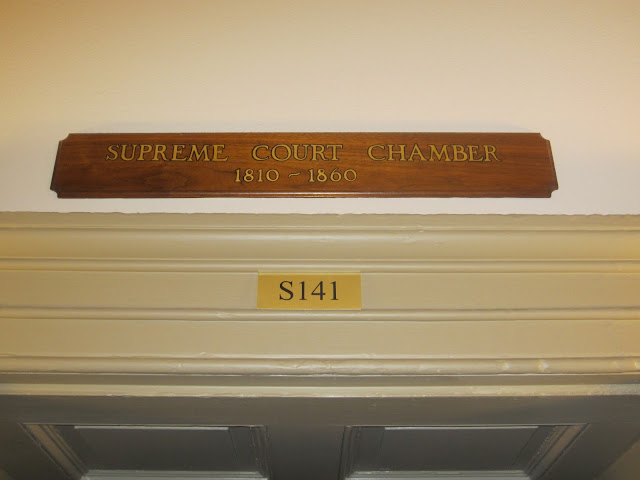 SUPREME COURT CHAMBER
1810 ~ 1860
S141